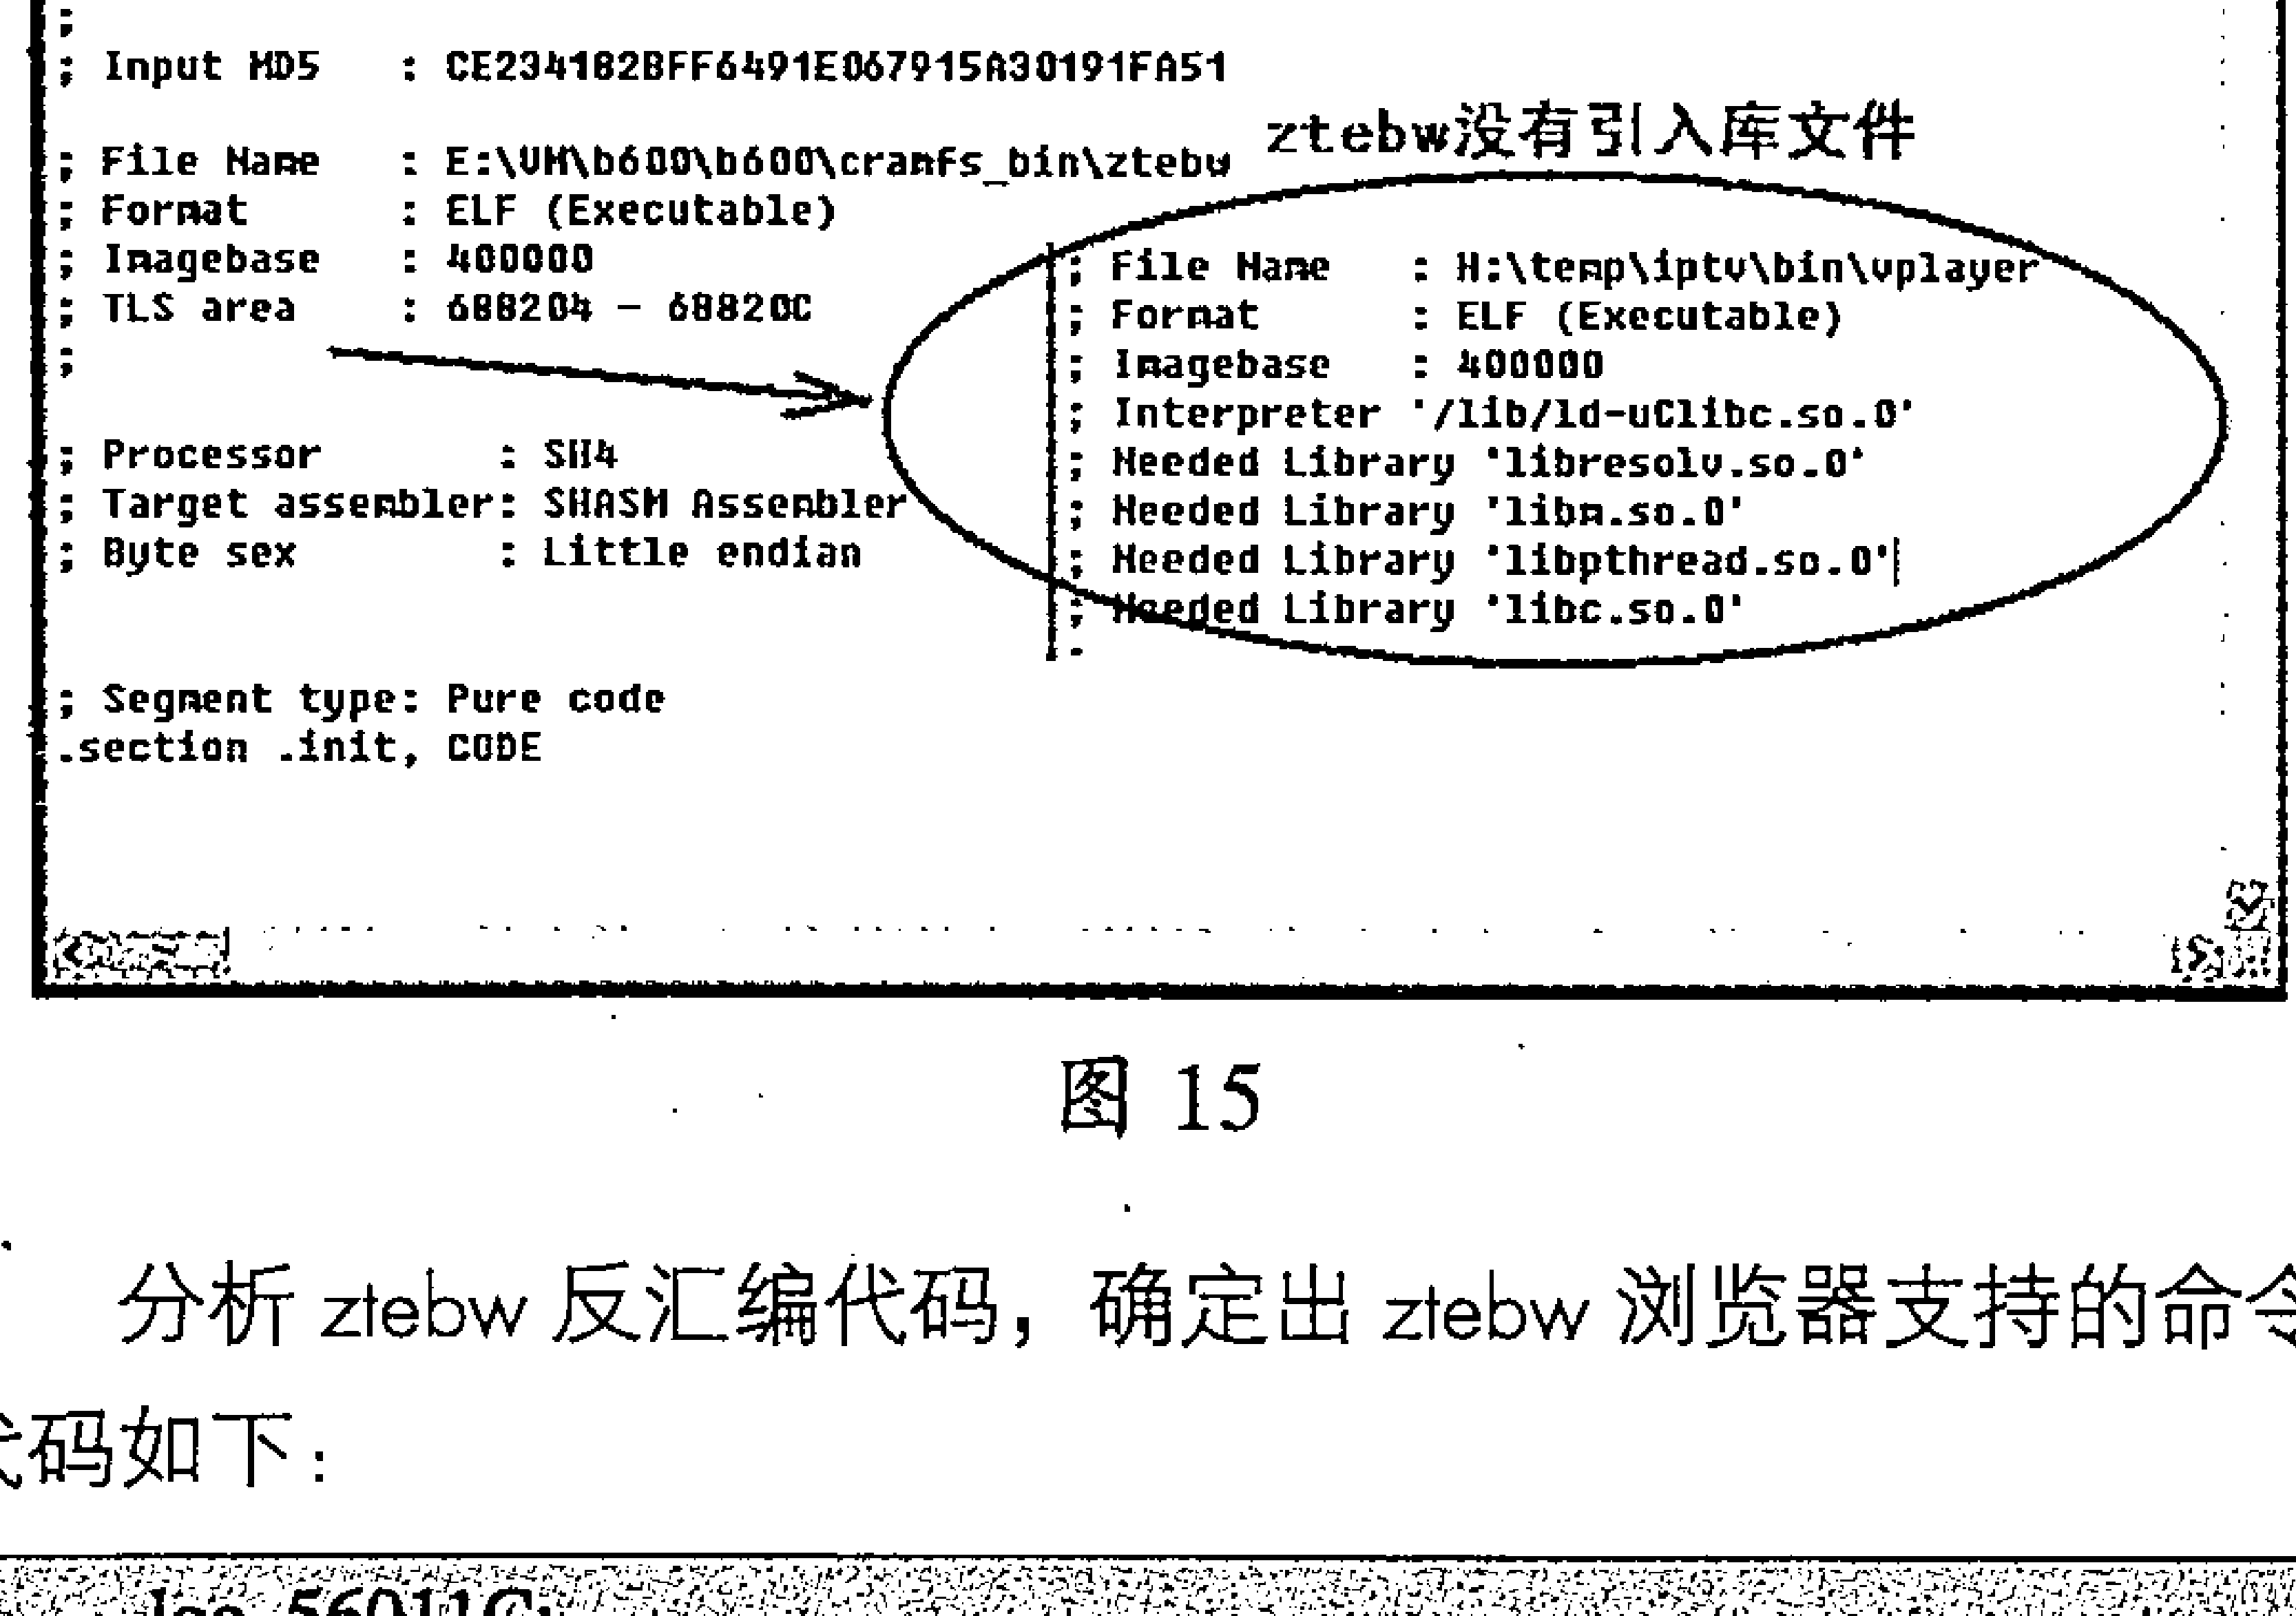 ;
; Input MD5   : CE234182BFF6491E067915A30191FA51
ztebw没有引入库文件
; File Name   : E:\VM\b600\b600\cramfs_bin\ztebw
; Format      : ELF (Executable)
; Imagebase   : 400000
; TLS area    : 688204 - 68820C
;
; Processor        : SH4
; Target assembler: SHASM Assembler
; Byte sex         : Little endian
; Segment type: Pure code
.section .init, CODE
; File Name   : H:\temp\iptv\bin\vplayer
; Format      : ELF (Executable)
; Imagebase   : 400000
; Interpreter '/lib/ld-uClibc.so.0'
; Needed Library 'libresolv.so.0'
; Needed Library 'libm.so.0'
; Needed Library 'libpthread.so.0'
; Needed Library 'libc.so.0'
图 15
分析 ztebw 反汇编代码，确定出 ztebw 浏览器支持的命令
代码如下：
loc_56011C: